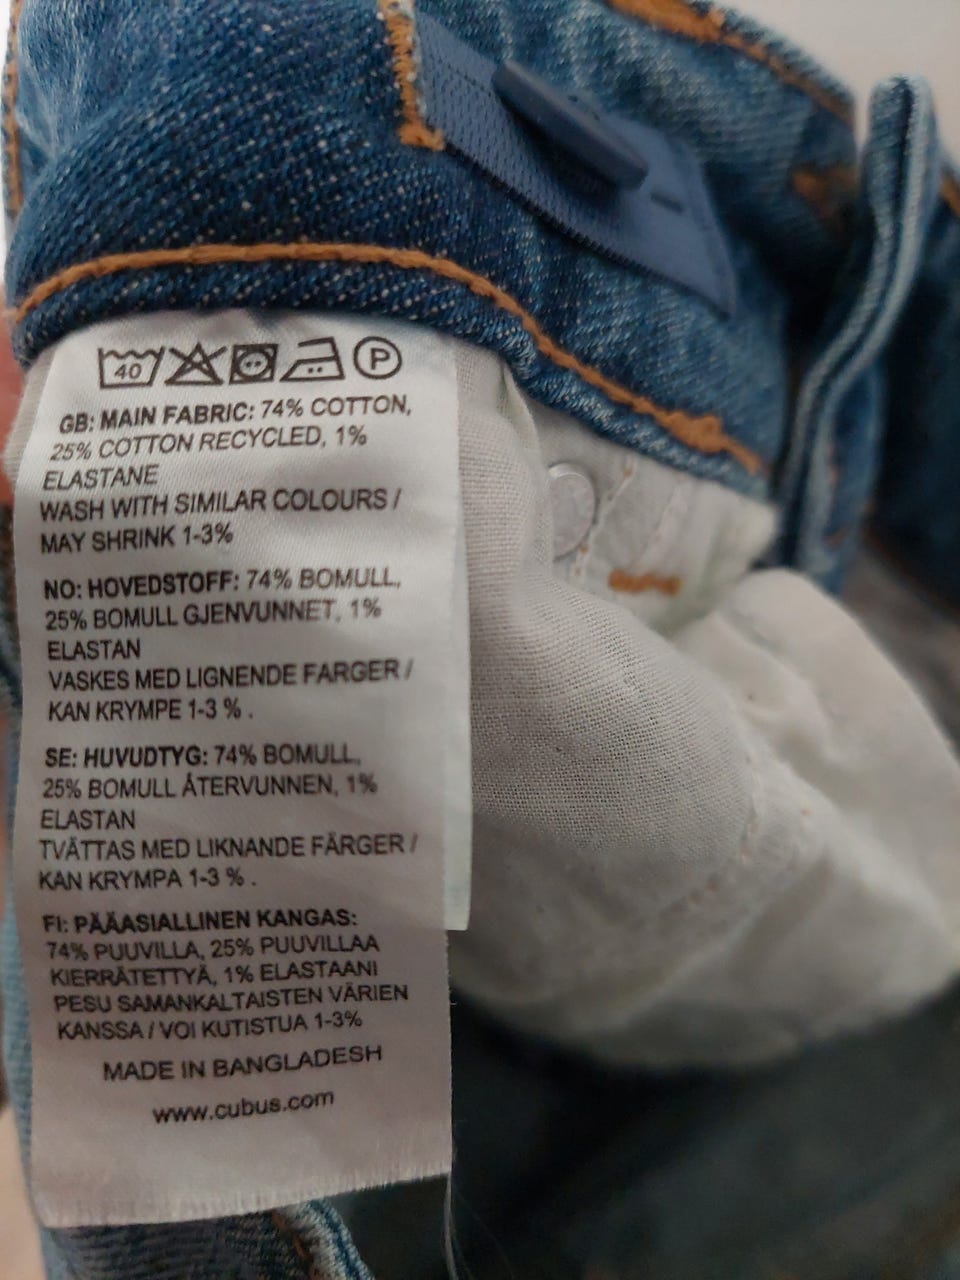 40 P
GB: MAIN FABRIC: 74% COTTON,
25% COTTON RECYCLED, 1%
ELASTANE
WASH WITH SIMILAR COLOURS /
MAY SHRINK 1-3%
NO: HOVEDSTOFF: 74% BOMULL,
25% BOMULL GJENVUNNET, 1%
ELASTAN
VASKES MED LIGNENDE FARGER /
KAN KRYMPE 1-3 % .
SE: HUVUDTYG: 74% BOMULL,
25% BOMULL ÅTERVUNNEN, 1%
ELASTAN
TVÄTTAS MED LIKNANDE FÄRGER /
KAN KRYMPA 1-3 % .
FI: PÄÄASIALLINEN KANGAS:
74% PUUVILLA, 25% PUUVILLAA
KIERRÄTETTYÄ, 1% ELASTAANI
PESU SAMANKALTAISTEN VÄRIEN
KANSSA / VOI KUTISTUA 1-3%
MADE IN BANGLADESH
www.cubus.com